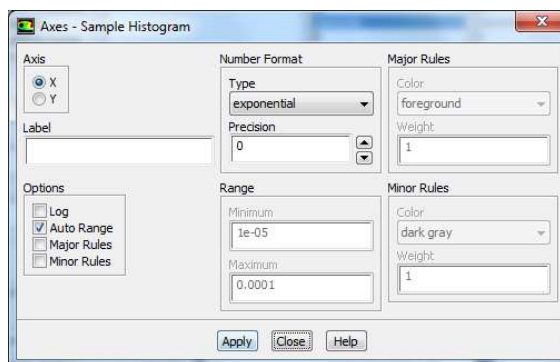 Axes - Sample Histogram
Axis
X
Y
Label
Options
Log
Auto Range
Major Rules
Minor Rules
Number Format
Type
exponential
Precision
0
Range
Minimum
1e-05
Maximum
0.0001
Major Rules
Color
foreground
Weight
1
Minor Rules
Color
dark gray
Weight
1
Apply
Close
Help